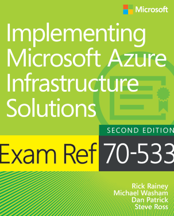 Microsoft
Implementing
Microsoft Azure
Infrastructure
Solutions
SECOND EDITION
Exam Ref 70-533
Rick Rainey
Michael Washam
Dan Patrick
Steve Ross